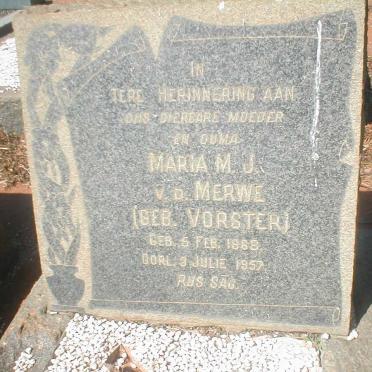 IN
TERE HERINNERING AAN
ONS DIERBARE MOEDER
EN OUMA
MARIA M. J.
V. D. MERWE
(GEB. VORSTER)
GEB. 5 FEB. 1889.
OORL. 3 JULIE 1957.
RUS SAG.